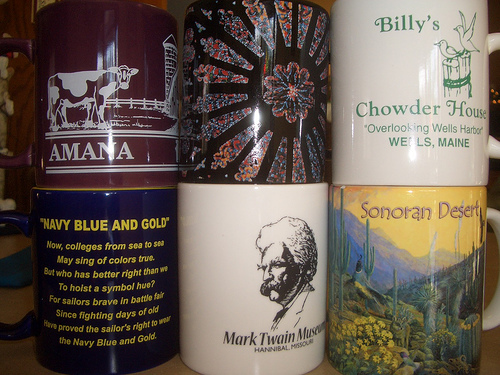 AMANA
Billy's
Chowder House
"Overlooking Wells Harbor"
WELLS, MAINE
"NAVY BLUE AND GOLD"
Now, colleges from sea to sea
May sing of colors true.
But who has better right than we
To hoist a symbol hue?
For sailors brave in battle fair
Since fighting days of old
Have proved the sailor's right to wear
the Navy Blue and Gold.
Mark Twain Museum
HANNIBAL, MISSOURI
Sonoran Desert